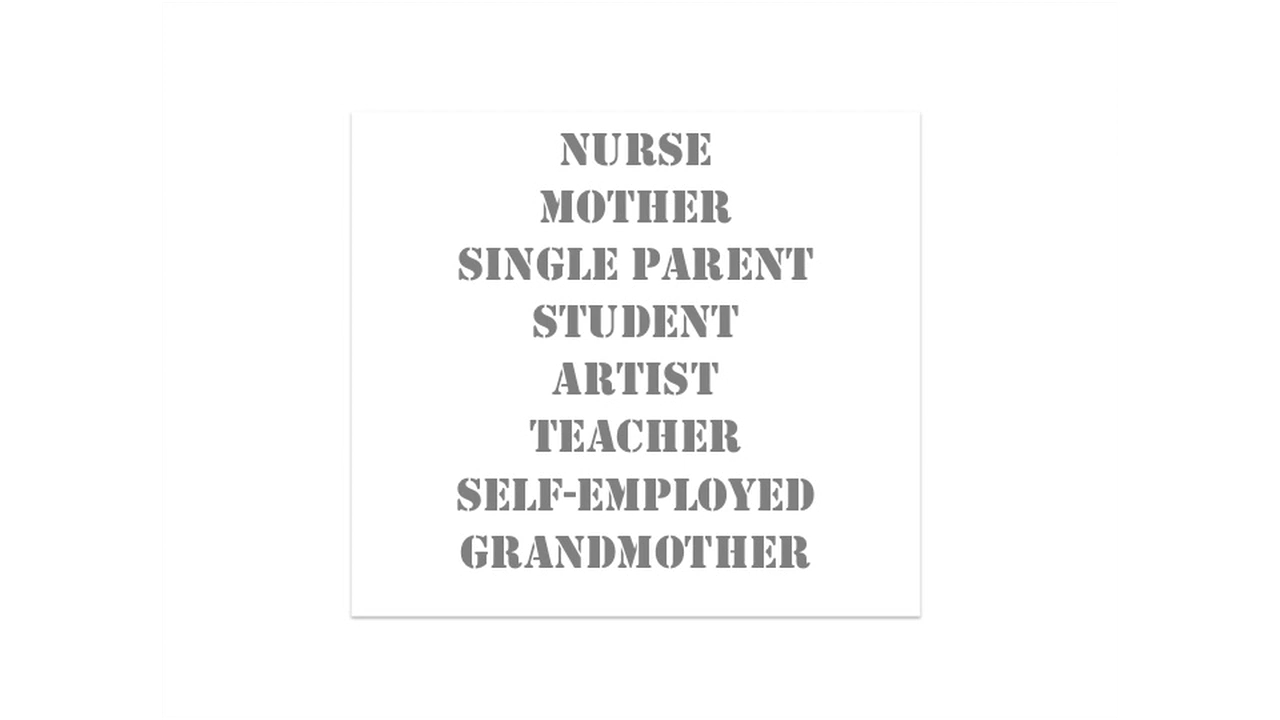 NURSE
MOTHER
SINGLE PARENT
STUDENT
ARTIST
TEACHER
SELF-EMPLOYED
GRANDMOTHER